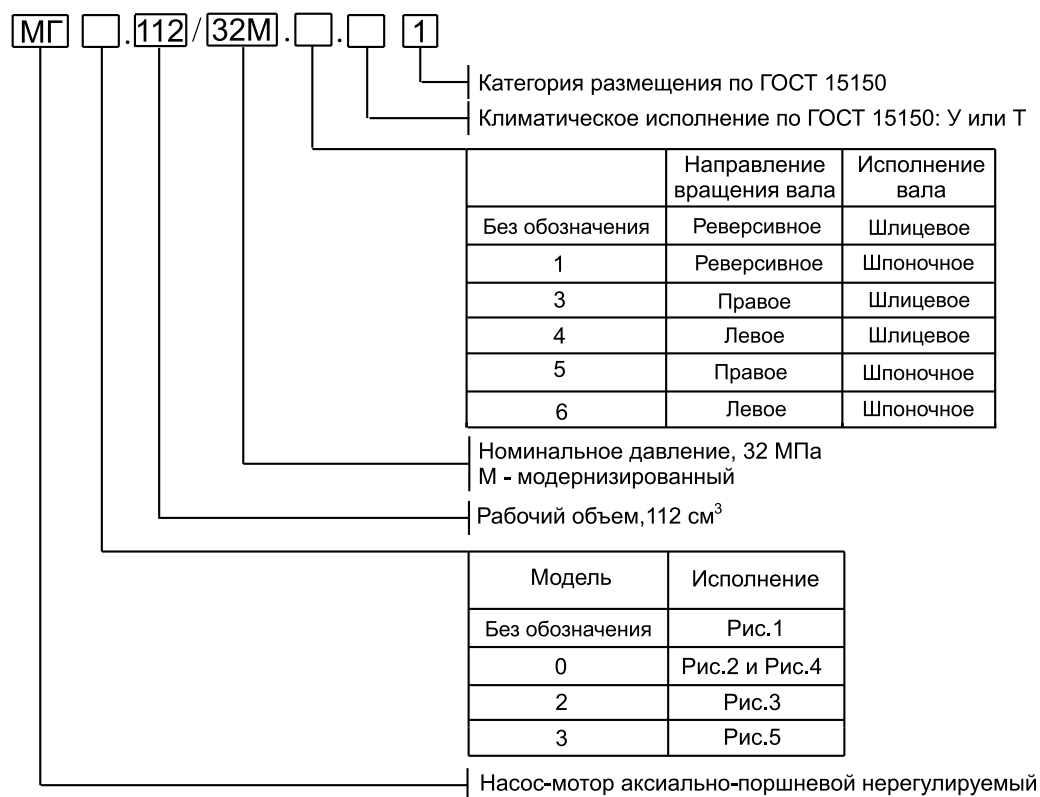 МГ .112/32М. . 1
Категория размещения по ГОСТ 15150
Климатическое исполнение по ГОСТ 15150: У или Т
Направление вращения вала Исполнение вала
Без обозначения Реверсивное Шлицевое
1 Реверсивное Шпоночное
3 Правое Шлицевое
4 Левое Шлицевое
5 Правое Шпоночное
6 Левое Шпоночное
Номинальное давление, 32 МПа
М - модернизированный
Рабочий объем,112 см³
Модель Исполнение
Без обозначения Рис.1
0 Рис.2 и Рис.4
2 Рис.3
3 Рис.5
Насос-мотор аксиально-поршневой нерегулируемый